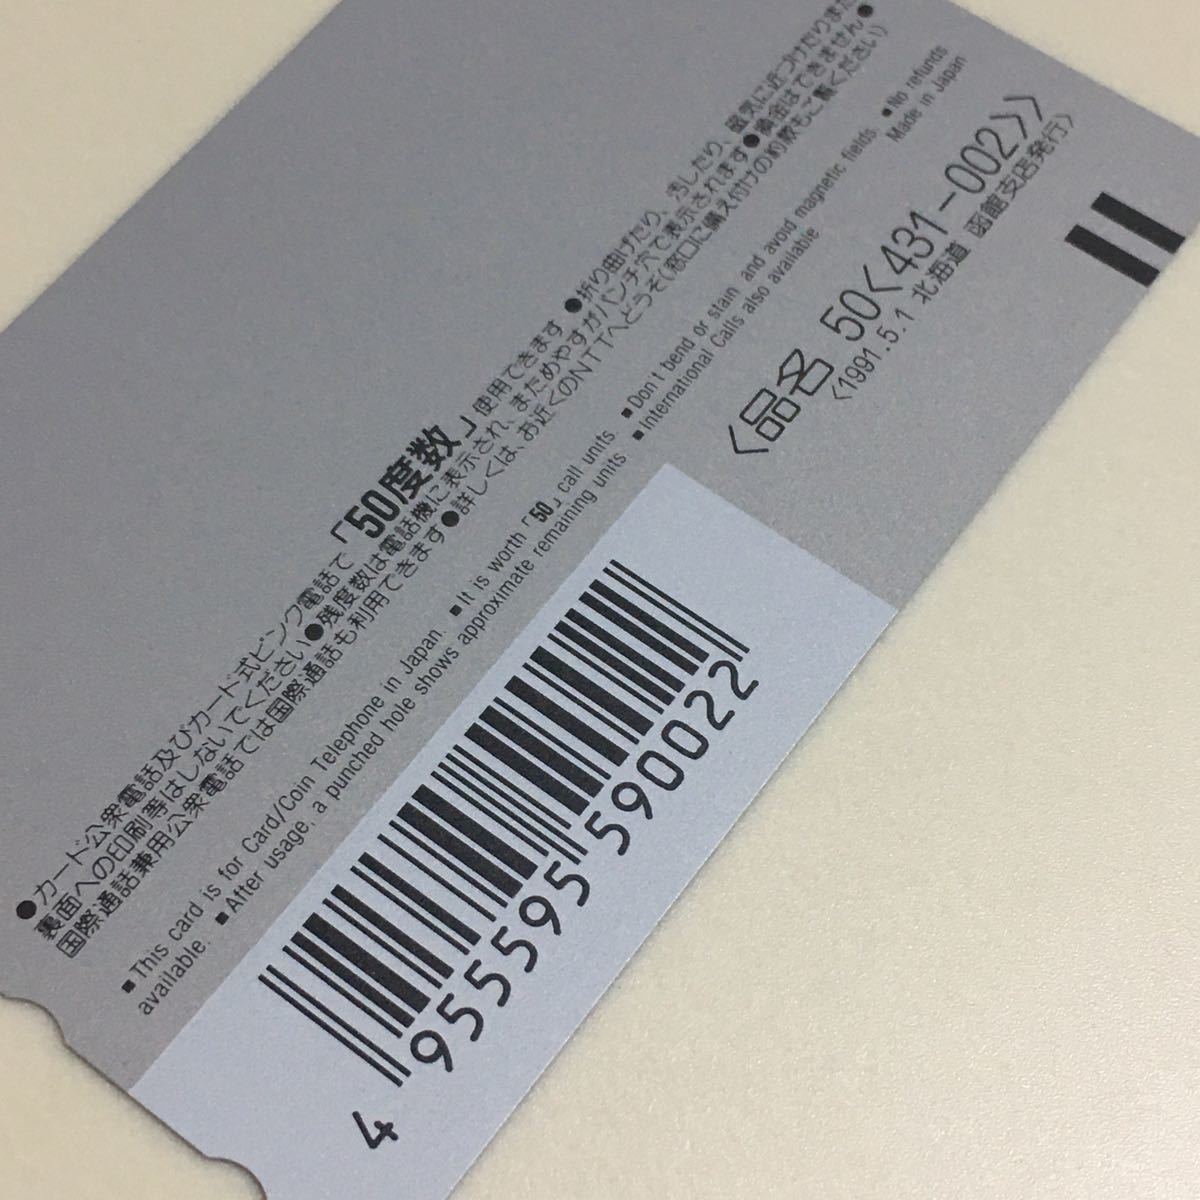 ●カード公衆電話及びカード式ピンク電話で「50度数」使用できます ●折り曲げたり、汚したり、磁気に近づけたりまた
裏面への印刷等はしないでください●残度数は電話機に表示され、まためやすがパンチ穴で表示されます●換金はできません●
国際通話兼用公衆電話では国際通話も利用できます●詳しくは、お近くのNTTへどうぞ(窓口に備え付けの約款もご覧ください)
■This card is for Card/Coin Telephone in Japan. ■It is worth「50」call units. ■Don't bend or stain and avoid magnetic fields. ■No refunds
available. ■After usage, a punched hole shows approximate remaining units ■International Calls also available Made in Japan
〈品名 50〈431-002〉〉
〈1991.5.1 北海道 函館支店発行〉
4 955595 590022